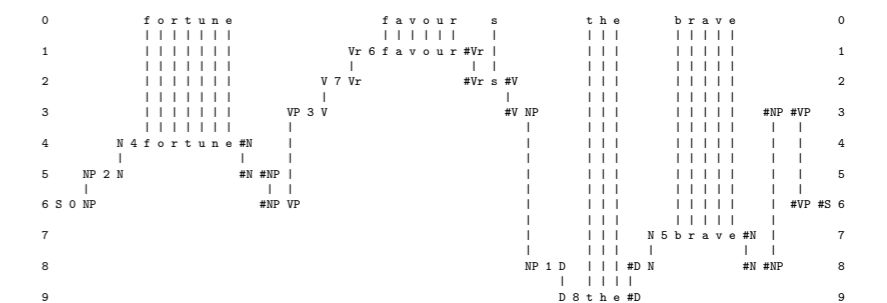 0 f o r t u n e f a v o u r s t h e b r a v e 0
| | | | | | | | | | | | | | | | | | | | | |
1 | | | | | | | Vr 6 f a v o u r #Vr | | | | | | | | | 1
| | | | | | | | | | | | | | | | | |
2 | | | | | | | V 7 Vr #Vr s #V | | | | | | | | 2
| | | | | | | | | | | | | | | | |
3 | | | | | | | VP 3 V #V NP | | | | | | | | #NP #VP 3
| | | | | | | | | | | | | | | | | | |
4 N 4 f o r t u n e #N | | | | | | | | | | | | 4
| | | | | | | | | | | | | |
5 NP 2 N #N #NP | | | | | | | | | | | | 5
| | | | | | | | | | | | | |
6 S 0 NP #NP VP | | | | | | | | | | #VP #S 6
| | | | | | | | | |
7 | | | | N 5 b r a v e #N | 7
| | | | | | |
8 NP 1 D | | | #D N #N #NP 8
| | | | |
9 D 8 t h e #D 9